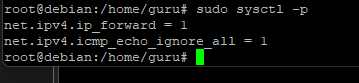 root@debian:/home/guru# sudo sysctl -p
net.ipv4.ip_forward = 1
net.ipv4.icmp_echo_ignore_all = 1
root@debian:/home/guru#